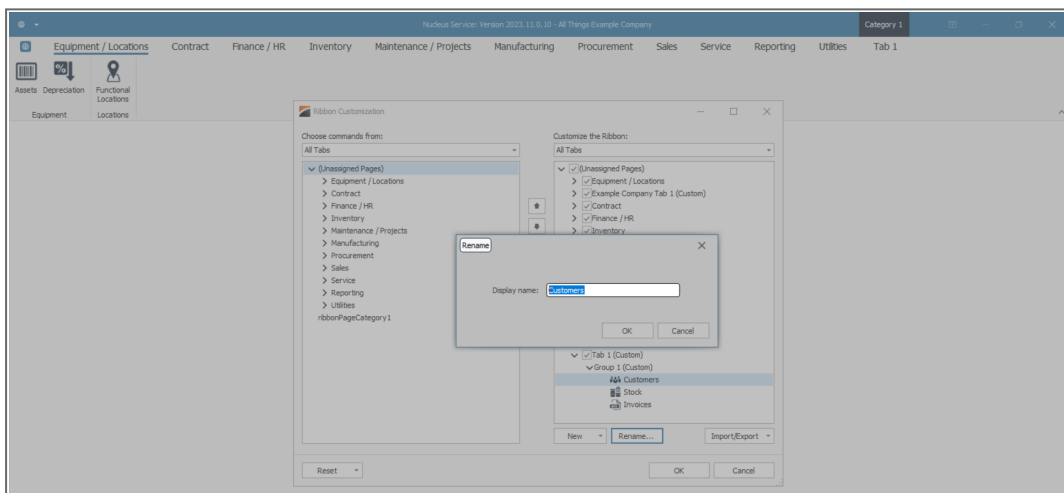 Nucleus Service: Version 2023.11.0.10 - All Things Example Company
Category 1
Equipment / Locations Contract Finance / HR Inventory Maintenance / Projects Manufacturing Procurement Sales Service Reporting Utilities Tab 1
Assets Depreciation Functional Locations
Equipment Locations
Ribbon Customization
Choose commands from:
All Tabs
(Unassigned Pages)
Equipment / Locations
Contract
Finance / HR
Inventory
Maintenance / Projects
Manufacturing
Procurement
Sales
Service
Reporting
Utilities
ribbonPageCategory1
Customize the Ribbon:
All Tabs
(Unassigned Pages)
Equipment / Locations
Example Company Tab 1 (Custom)
Contract
Finance / HR
Inventory
Rename
Display name: Customers
OK Cancel
Tab 1 (Custom)
Group 1 (Custom)
Customers
Stock
Invoices
New Rename... Import/Export
Reset OK Cancel